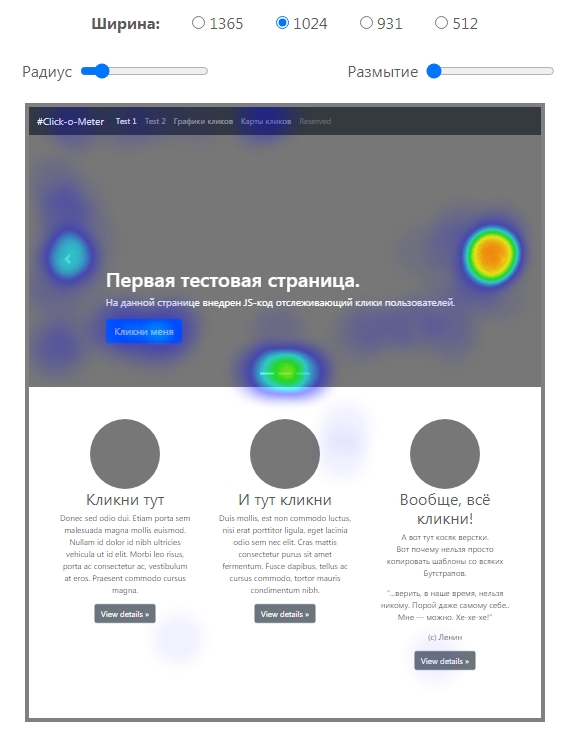 Ширина: 1365 1024 931 512
Радиус Размытие
#Click-o-Meter Test 1 Test 2 Графики кликов Карты кликов Reserved
Первая тестовая страница.
На данной странице внедрен JS-код отслеживающий клики пользователей.
Кликни меня
Кликни тут
Donec sed odio dui. Etiam porta sem
malesuada magna mollis euismod.
Nullam id dolor id nibh ultricies
vehicula ut id elit. Morbi leo risus,
porta ac consectetur ac, vestibulum
at eros. Praesent commodo cursus
magna.
View details »
И тут кликни
Duis mollis, est non commodo luctus,
nisi erat porttitor ligula, eget lacinia
odio sem nec elit. Cras mattis
consectetur purus sit amet
fermentum. Fusce dapibus, tellus ac
cursus commodo, tortor mauris
condimentum nibh.
View details »
Вообще, всё
кликни!
А вот тут косяк верстки.
Вот почему нельзя просто
копировать шаблоны со всяких
Бутстрапов.
"...верить, в наше время, нельзя
никому. Порой даже самому себе..
Мне — можно. Хе-хе-хе!"
(с) Ленин
View details »